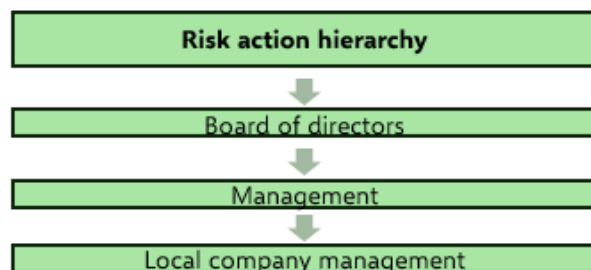 Risk action hierarchy
Board of directors
Management
Local company management